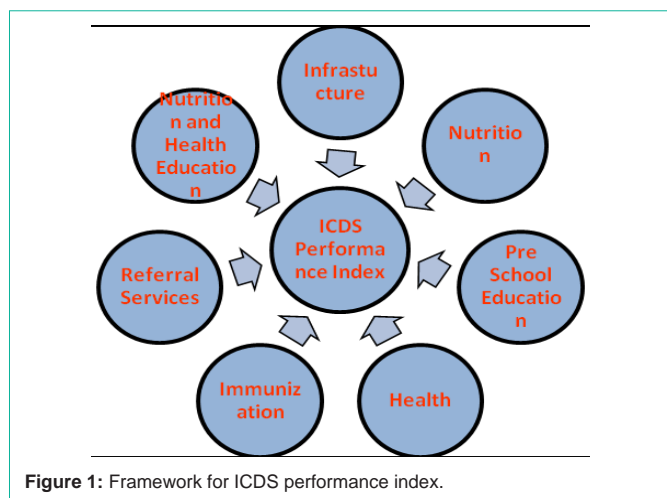 Infrastu
cture
Nutritio
n
Pre
School
Educatio
n
Health
Immuniz
ation
Referral
Services
Nutritio
n and
Health
Educatio
n
ICDS
Performa
nce Index
Figure 1: Framework for ICDS performance index.